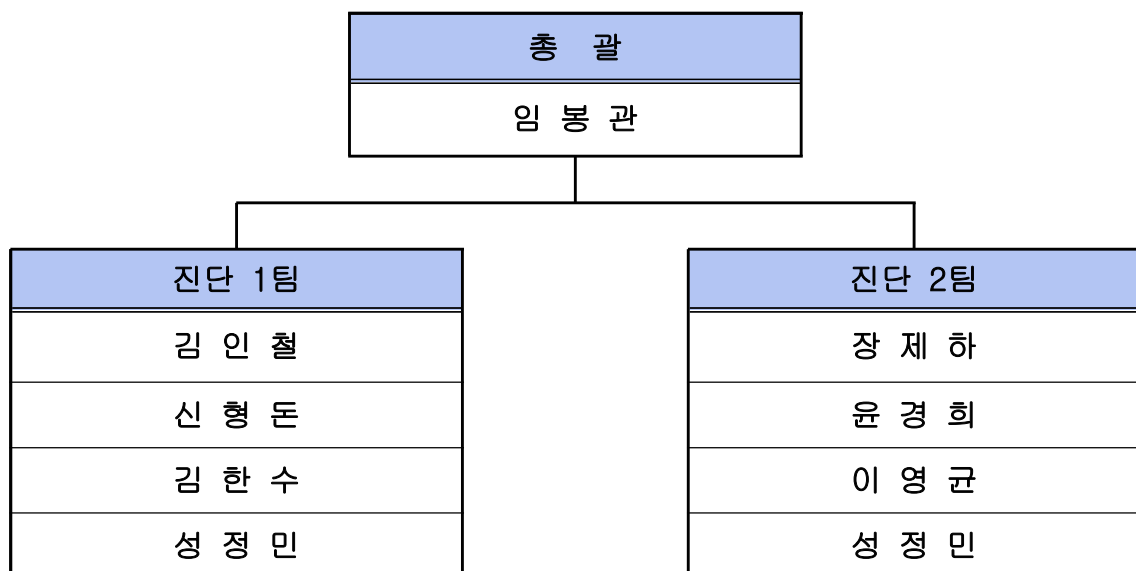 총 괄
임 봉 관
진단 1팀
김 인 철
신 형 돈
김 한 수
성 정 민
진단 2팀
장 제 하
윤 경 희
이 영 균
성 정 민